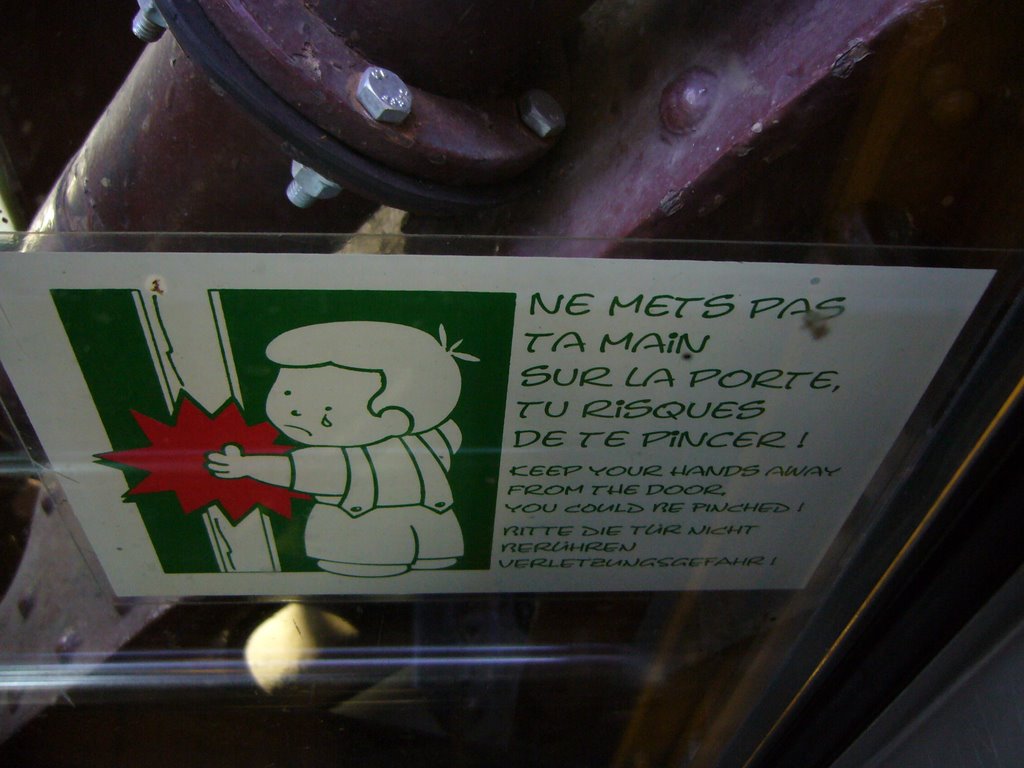 NE METS PAS
TA MAIN
SUR LA PORTE,
TU RISQUES
DE TE PINCER !
KEEP YOUR HANDS AWAY
FROM THE DOOR,
YOU COULD BE PINCHED !
BITTE DIE TÜR NICHT
BERÜHREN
VERLETZUNGSGEFAHR !